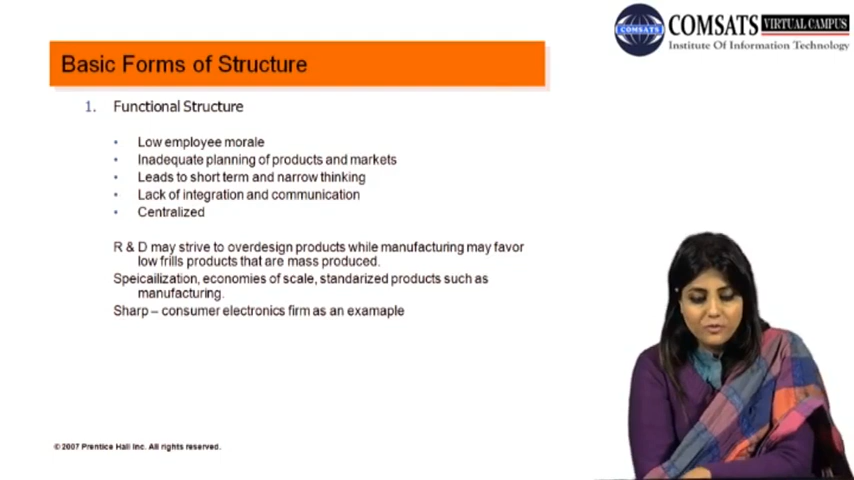 COMSATS
COMSATS VIRTUAL CAMPUS
Institute Of Information Technology
Basic Forms of Structure
1. Functional Structure
• Low employee morale
• Inadequate planning of products and markets
• Leads to short term and narrow thinking
• Lack of integration and communication
• Centralized
R & D may strive to overdesign products while manufacturing may favor
low frills products that are mass produced.
Speicailization, economies of scale, standarized products such as
manufacturing.
Sharp – consumer electronics firm as an examaple
© 2007 Prentice Hall Inc. All rights reserved.